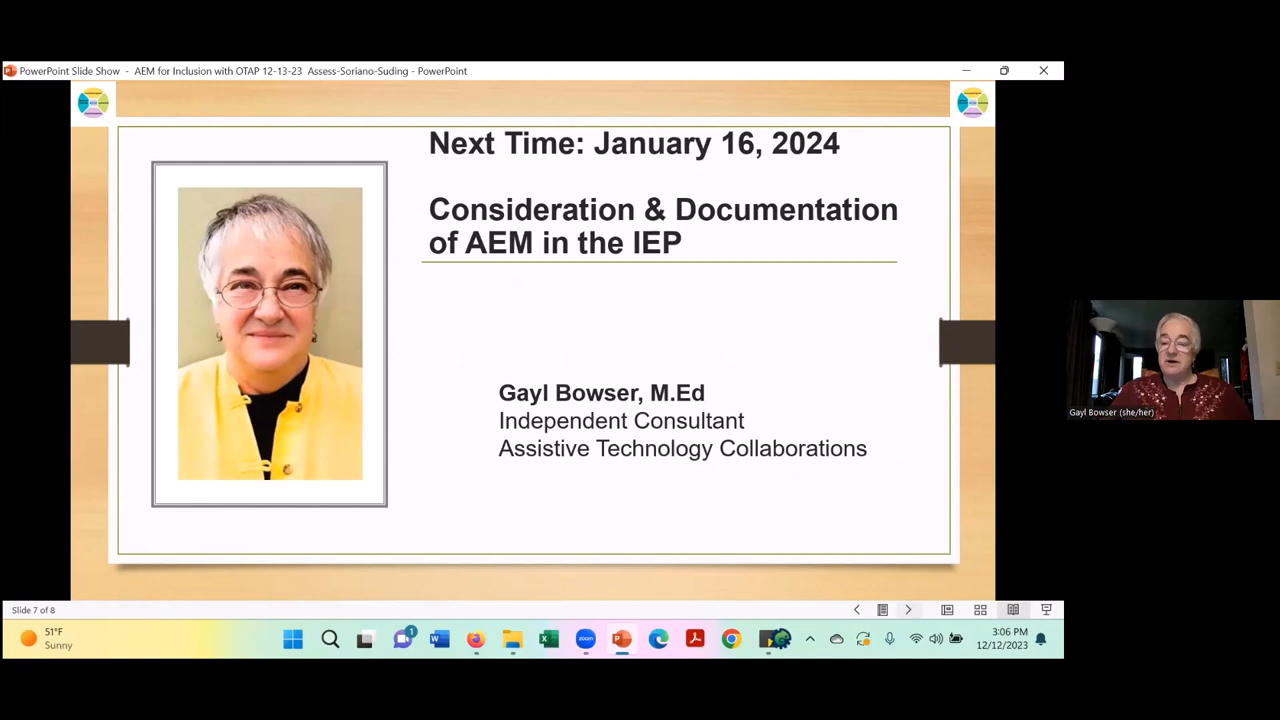 PowerPoint Slide Show - AEM for Inclusion with OTAP 12-13-23 Assess-Soriano-Suding - PowerPoint
Next Time: January 16, 2024
Consideration & Documentation
of AEM in the IEP
Gayl Bowser, M.Ed
Independent Consultant
Assistive Technology Collaborations
Gayl Bowser (she/her)
Slide 7 of 8
51°F
Sunny
1
zoom
3:06 PM
12/12/2023